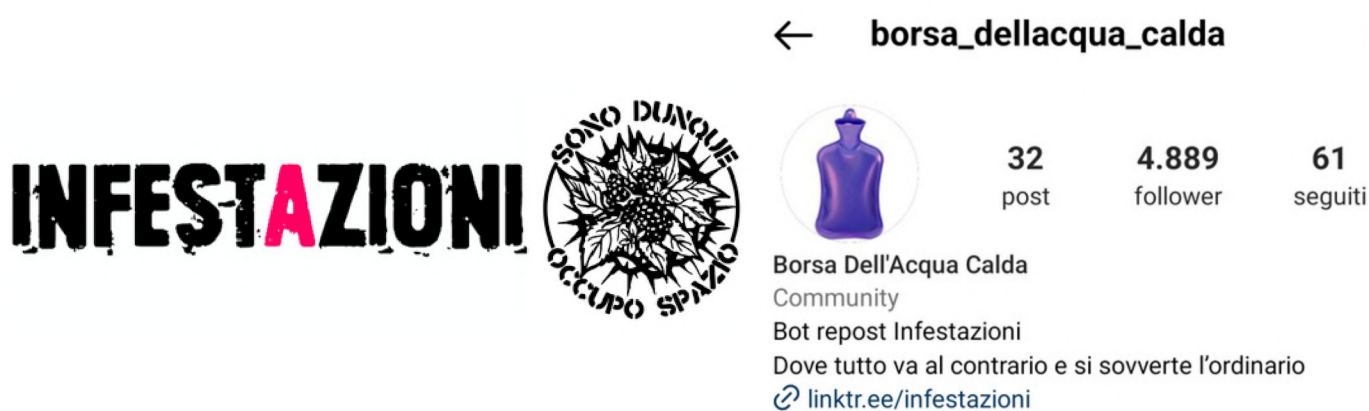 INFESTAZIONI
SONO DUNQUE
OCCUPO SPAZIO
borsa_dellacqua_calda
32 4.889 61
post follower seguiti
Borsa Dell'Acqua Calda
Community
Bot repost Infestazioni
Dove tutto va al contrario e si sovverte l’ordinario
linktr.ee/infestazioni